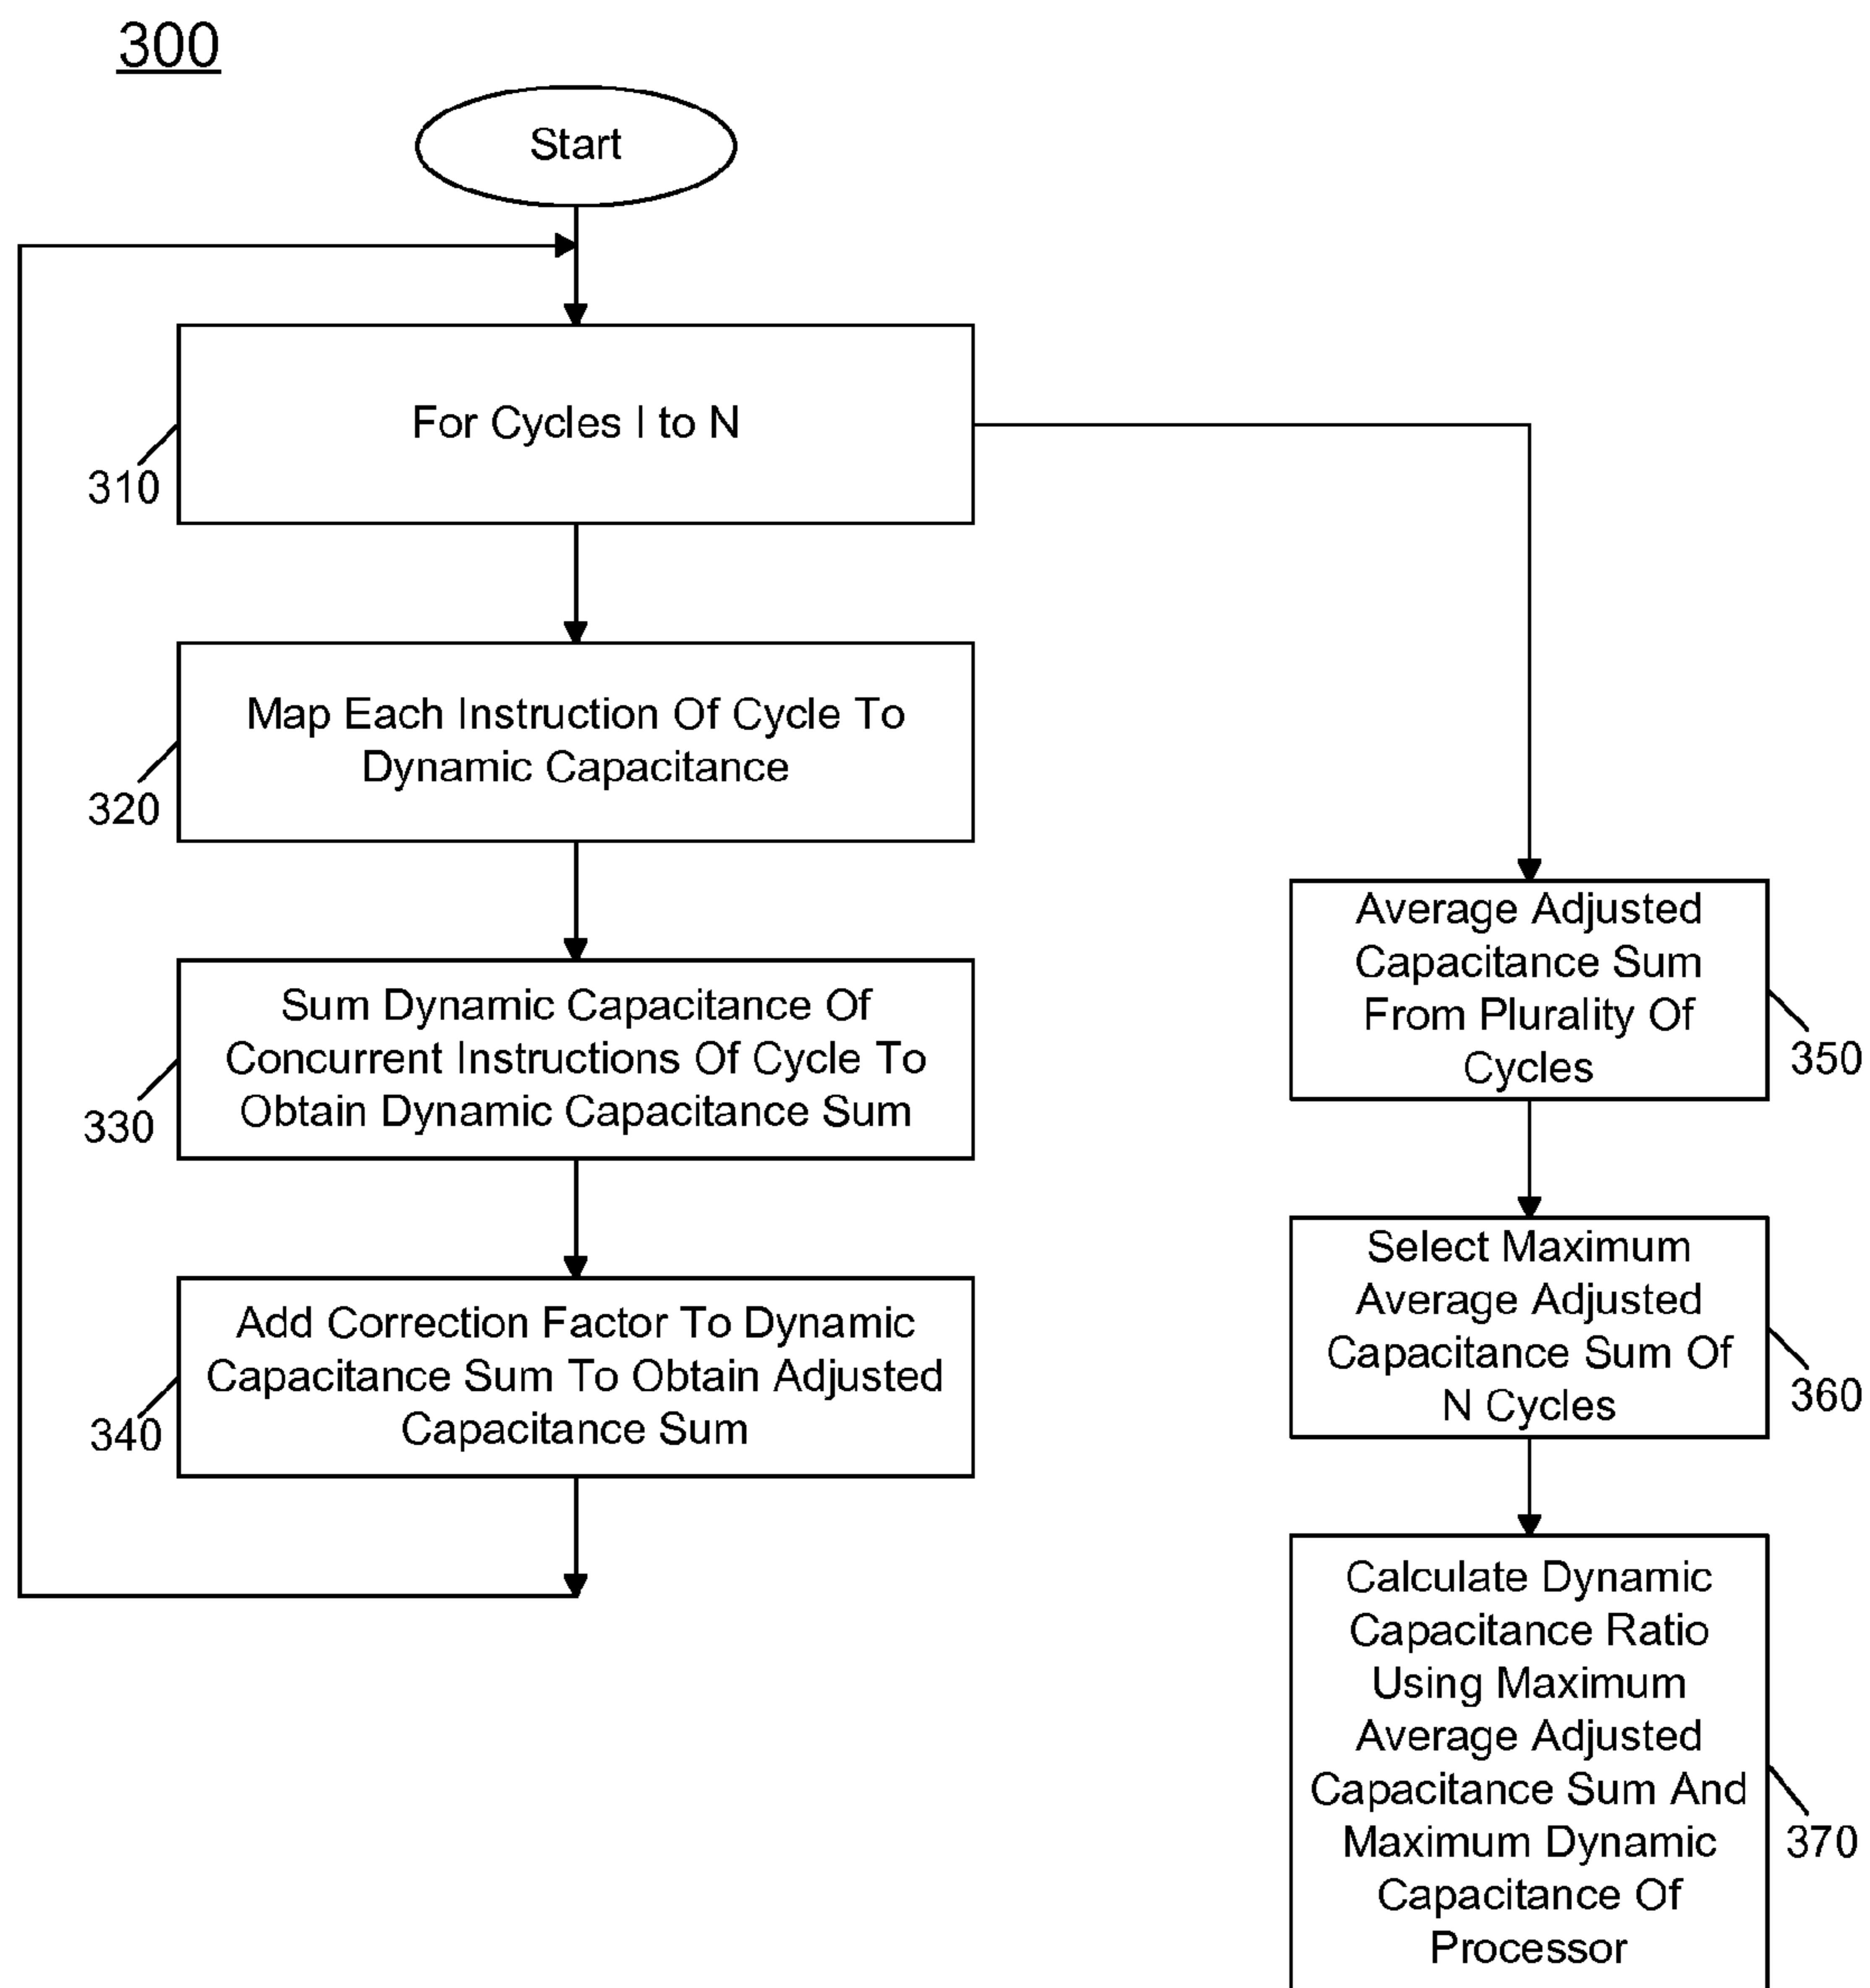 300
Start
For Cycles I to N
310
Map Each Instruction Of Cycle To
Dynamic Capacitance
320
Sum Dynamic Capacitance Of
Concurrent Instructions Of Cycle To
Obtain Dynamic Capacitance Sum
330
Add Correction Factor To Dynamic
Capacitance Sum To Obtain Adjusted
Capacitance Sum
340
Average Adjusted
Capacitance Sum
From Plurality Of
Cycles
350
Select Maximum
Average Adjusted
Capacitance Sum Of
N Cycles
360
Calculate Dynamic
Capacitance Ratio
Using Maximum
Average Adjusted
Capacitance Sum And
Maximum Dynamic
Capacitance Of
Processor
370